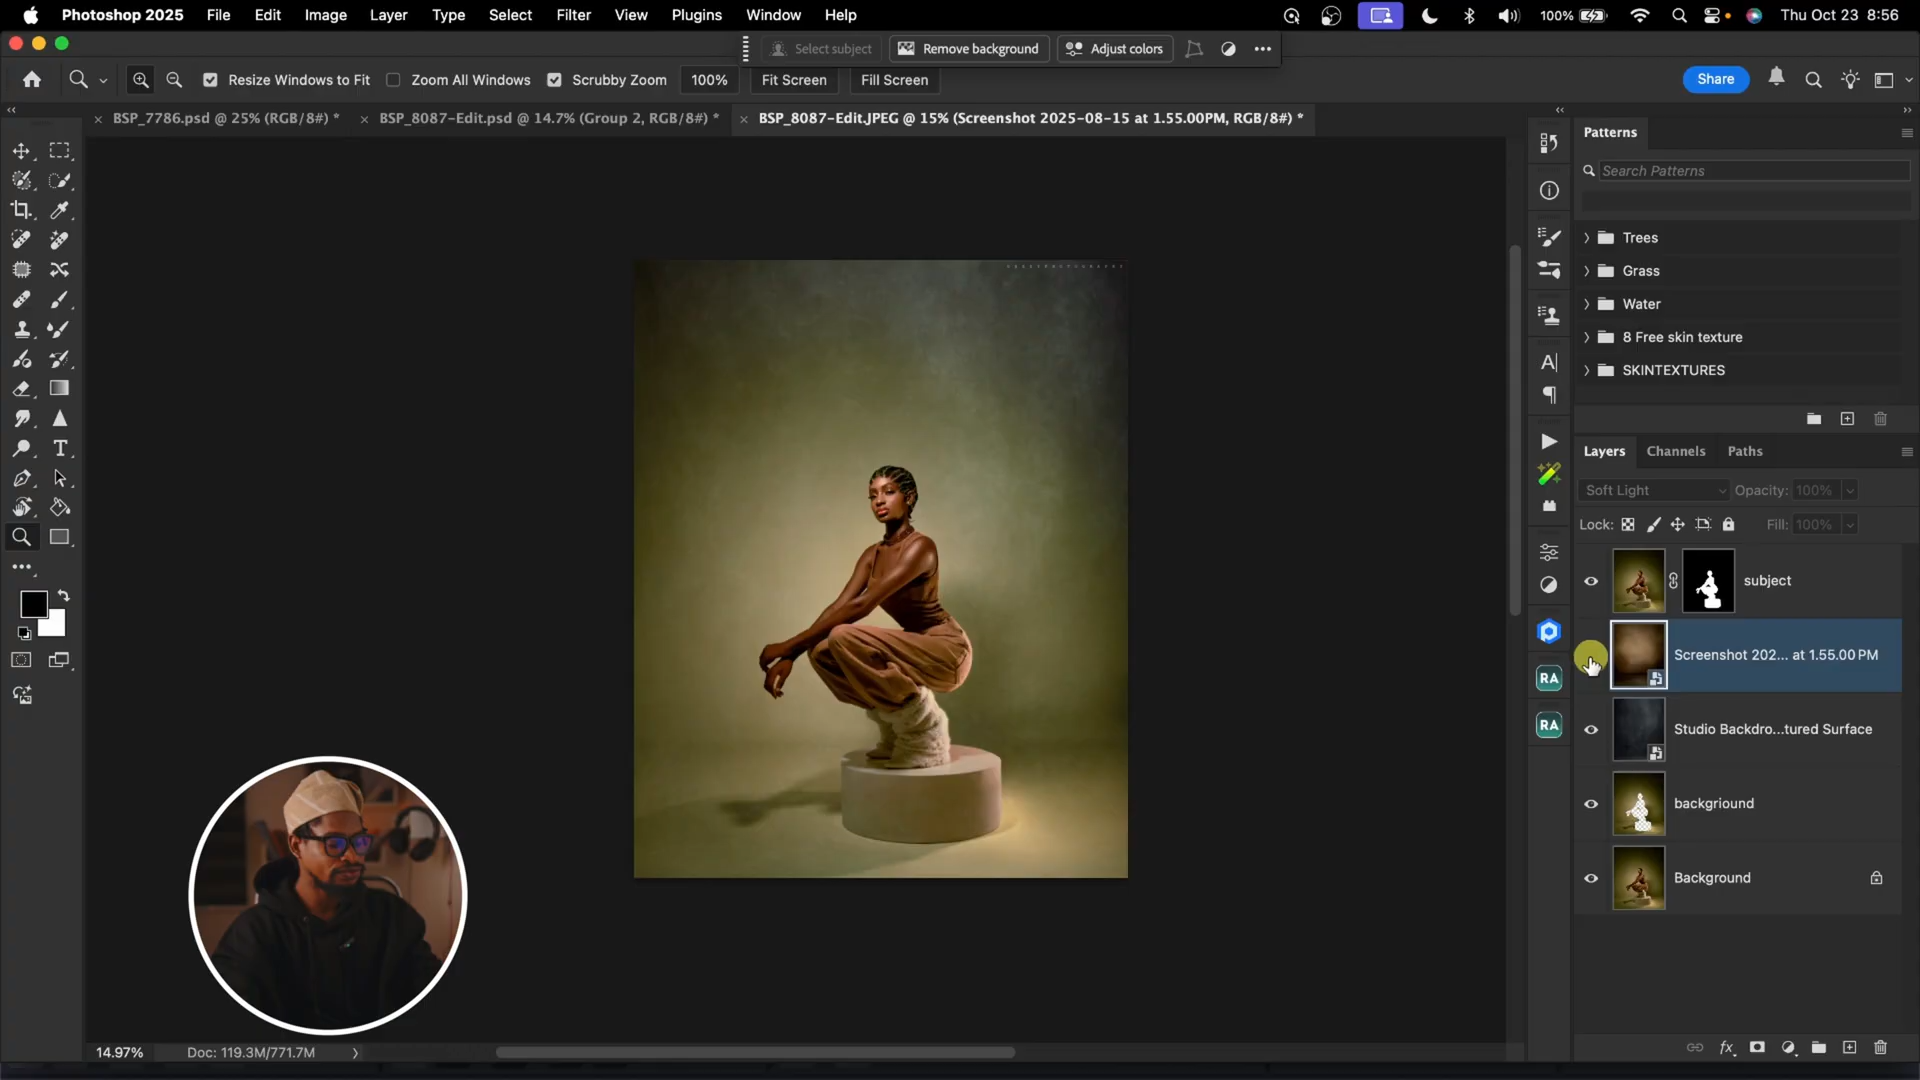 Photoshop 2025 File Edit Image Layer Type Select Filter View Plugins Window Help 100% Thu Oct 23 8:56
Select subject Remove background Adjust colors
Resize Windows to Fit Zoom All Windows Scrubby Zoom 100% Fit Screen Fill Screen Share
BSP_7786.psd @ 25% (RGB/8#) * BSP_8087-Edit.psd @ 14.7% (Group 2, RGB/8#) * BSP_8087-Edit.JPEG @ 15% (Screenshot 2025-08-15 at 1.55.00PM, RGB/8#) *
Patterns
Search Patterns
Trees
Grass
Water
8 Free skin texture
SKINTEXTURES
Layers Channels Paths
Soft Light Opacity: 100%
Lock: Fill: 100%
subject
Screenshot 202... at 1.55.00 PM
RA
Studio Backdro...tured Surface
RA
backgriound
Background
fx
14.97% Doc: 119.3M/771.7M